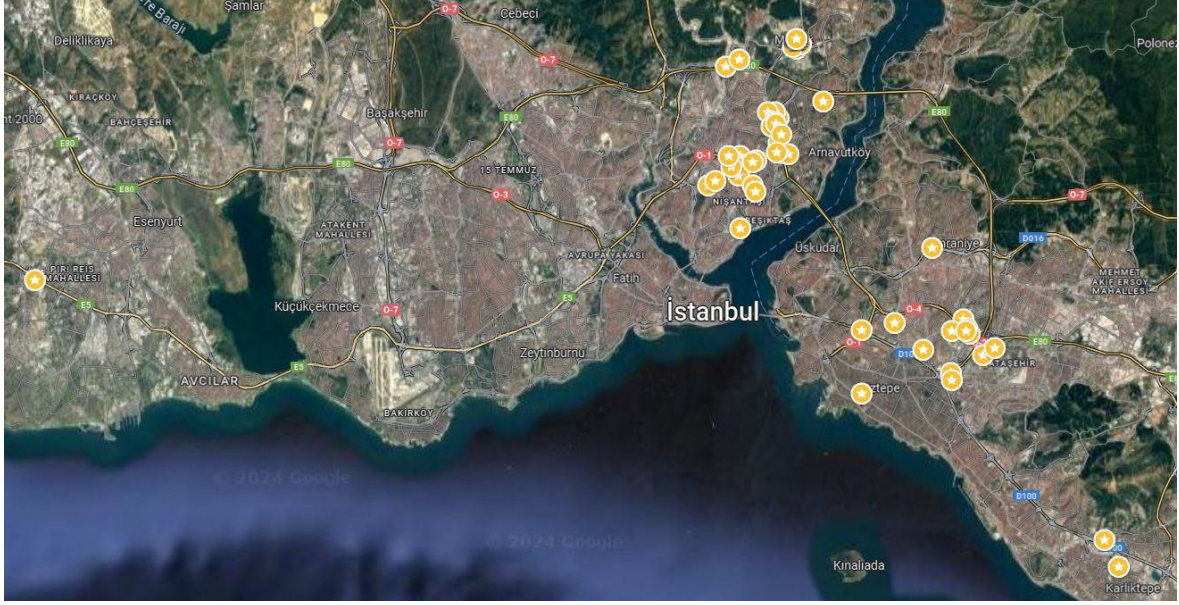 Şamlar
Cebeci
O-7
Deliklikaya
Polonez
O-7
KIRAÇKÖY
Başakşehir
BAHÇEŞEHİR
E80
E80
O-7
E80
E80
E80
15 TEMMUZ
O-1
Arnavutköy
O-3
O-7
NİŞANTAŞI
Esenyurt
ATAKENT
MAHALLESİ
BEŞİKTAŞ
Üsküdar
D016
AVRUPA YAKASI
Fatih
PİRİ REİS
MAHALLESİ
MEHMET
AKİF ERSOY
MAHALLESİ
E5
Küçükçekmece
O-7
E5
İstanbul
O-4
O-1
E80
Zeytinburnu
E5
AVCILAR
BAKIRKÖY
© 2024 Google
D100
© 2024 Google
Kınalıada
Karlıktepe